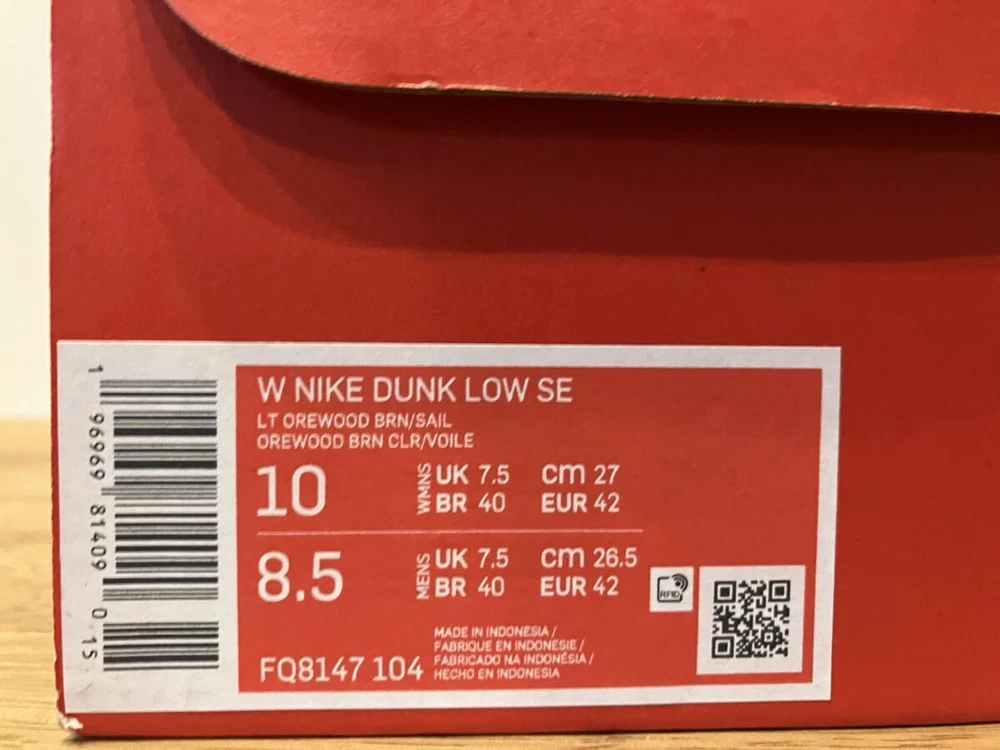 W NIKE DUNK LOW SE
LT OREWOOD BRN/SAIL
OREWOOD BRN CLR/VOILE
10 WMNS UK 7.5 cm 27
BR 40 EUR 42
8.5 MENS UK 7.5 cm 26.5
BR 40 EUR 42
RFID
MADE IN INDONESIA /
FABRIQUE EN INDONESIE /
FABRICADO NA INDONÉSIA /
HECHO EN INDONESIA
FQ8147 104
1 96969 81409 0 15